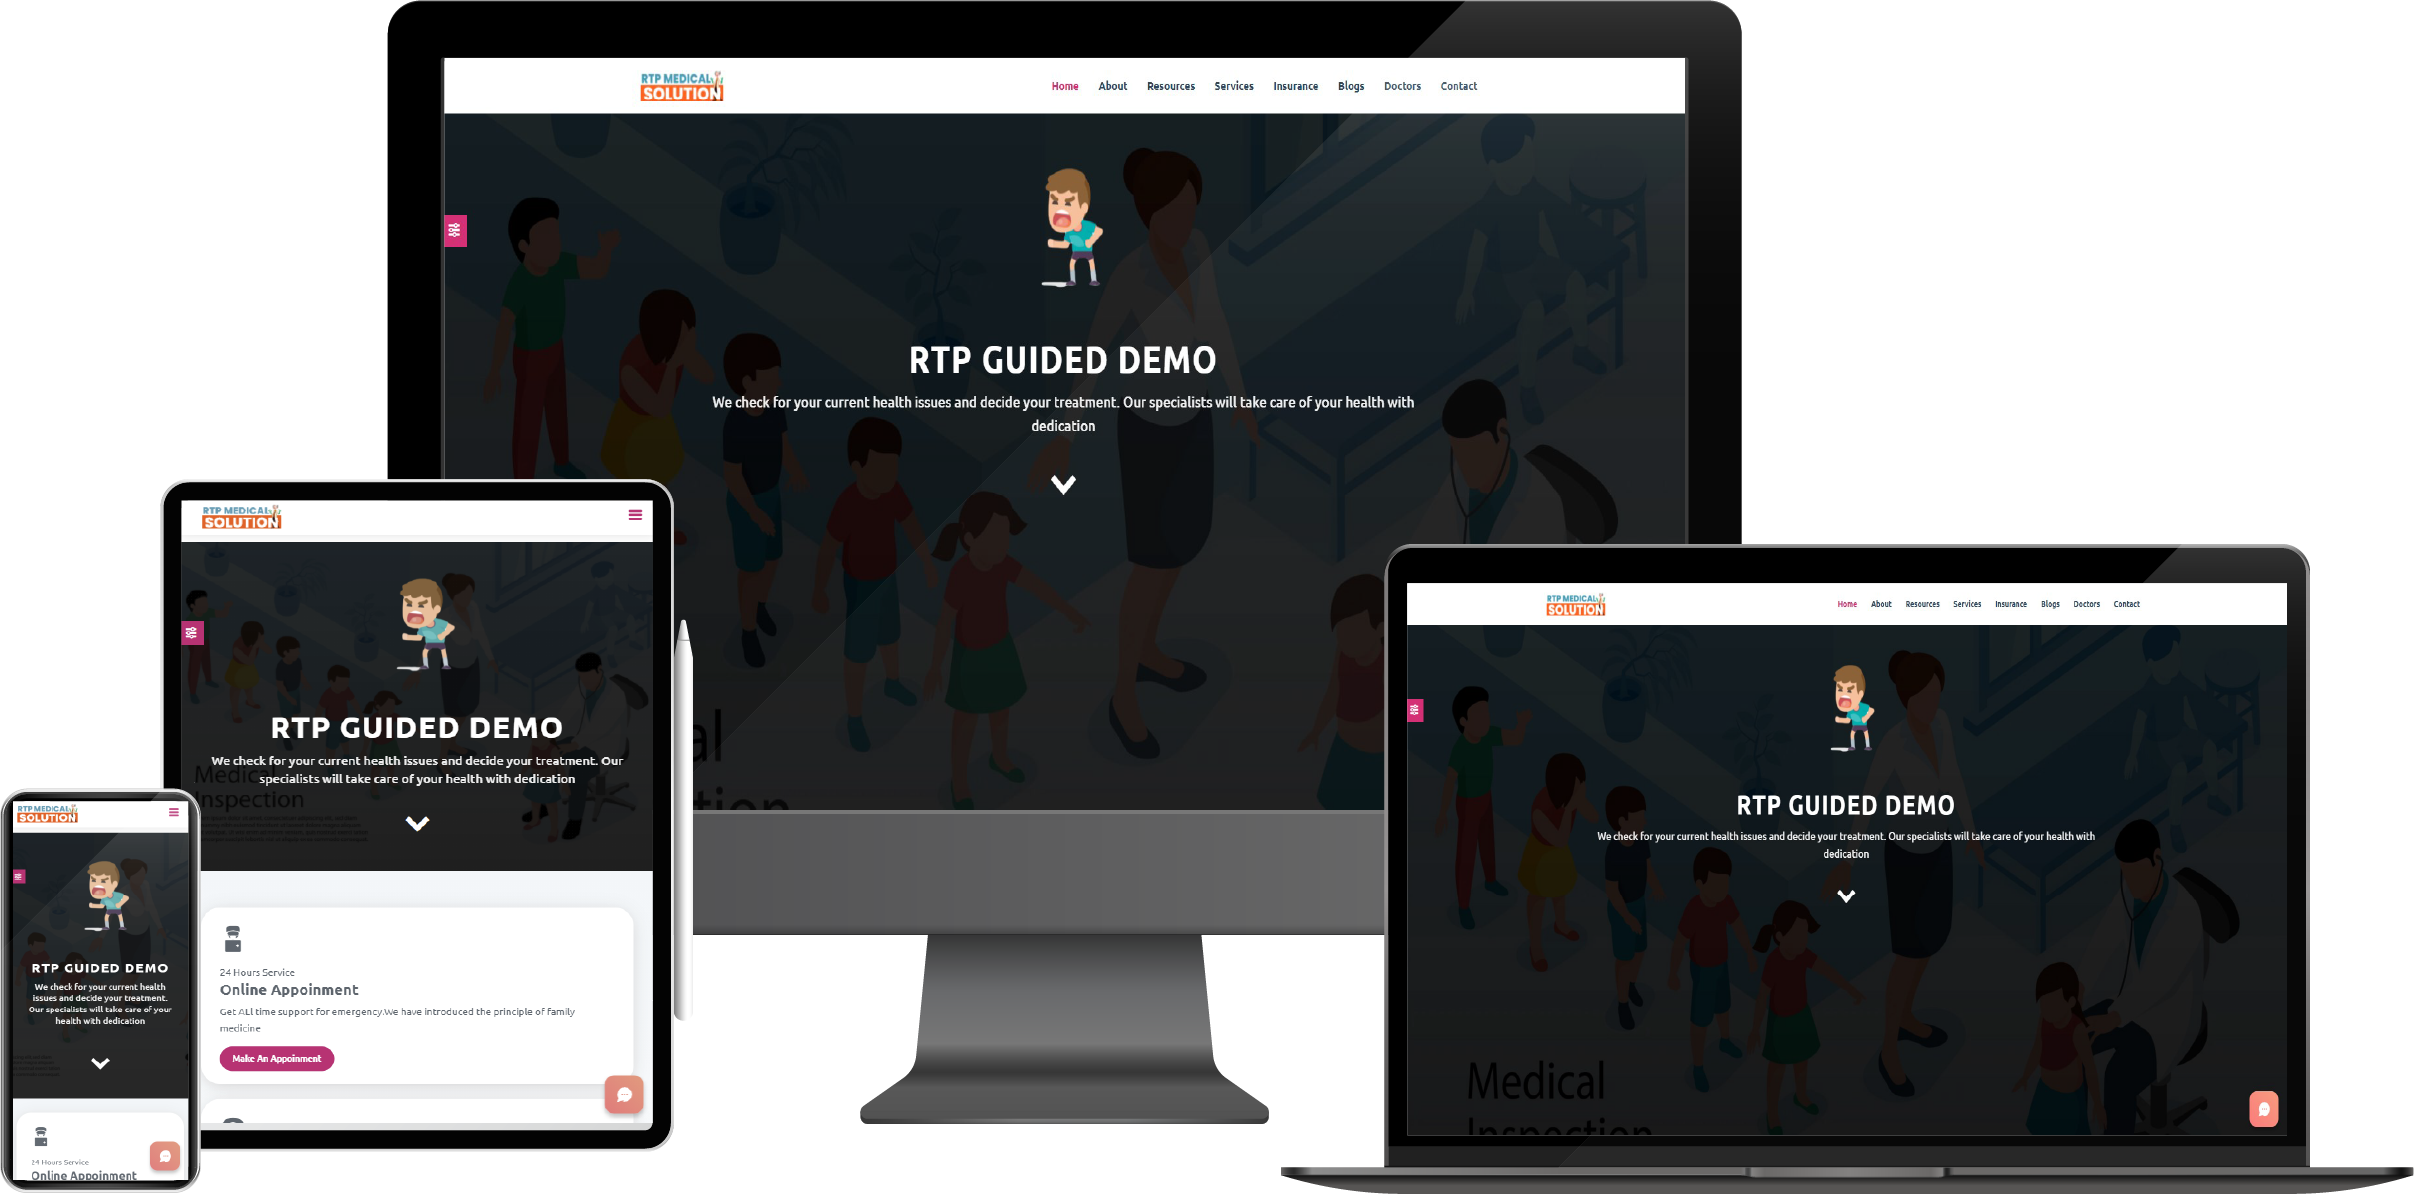 RTP MEDICAL
SOLUTION
Home About Resources Services Insurance Blogs Doctors Contact
RTP GUIDED DEMO
We check for your current health issues and decide your treatment. Our specialists will take care of your health with
dedication
al
tion
RTP MEDICAL
SOLUTION
RTP GUIDED DEMO
We check for your current health issues and decide your treatment. Our
specialists will take care of your health with dedication
Medical
Inspection
24 Hours Service
Online Appoinment
Get ALl time support for emergency.We have introduced the principle of family
medicine
Make An Appoinment
RTP MEDICAL
SOLUTION
RTP GUIDED DEMO
We check for your current health
issues and decide your treatment.
Our specialists will take care of your
health with dedication
24 Hours Service
Online Appoinment
RTP MEDICAL
SOLUTION
Home About Resources Services Insurance Blogs Doctors Contact
RTP GUIDED DEMO
We check for your current health issues and decide your treatment. Our specialists will take care of your health with
dedication
Medical
Inspection